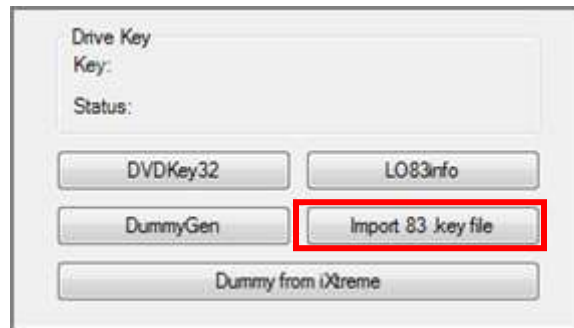 Drive Key
Key:
Status:
DVDKey32 LO83info
DummyGen Import 83 .key file
Dummy from iXtreme